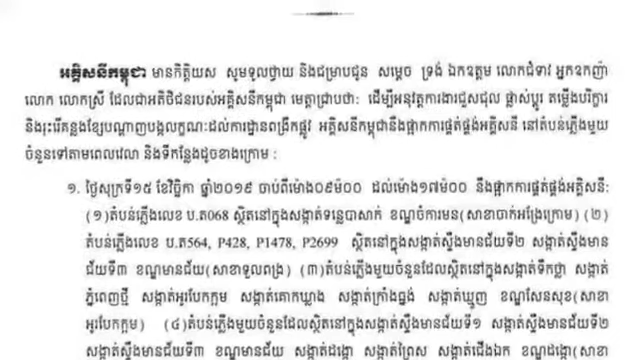 អគ្គិសនីកម្ពុជា មានកិត្តិយស សូមទូលថ្វាយ និងជម្រាបជូន សម្តេច ទ្រង់ ឯកឧត្តម លោកជំទាវ អ្នកឧកញ៉ា
លោក លោកស្រី ដែលជាអតិថិជនរបស់អគ្គិសនីកម្ពុជា មេត្តាជ្រាបថា: ដើម្បីអនុវត្តការងារជួសជុល ផ្លាស់ប្តូរ តម្លើងបរិក្ខារ
និងរុះរើគន្លងខ្សែបណ្តាញបង្កលក្ខណៈដល់ការដ្ឋានពង្រីកផ្លូវ អគ្គិសនីកម្ពុជានឹងផ្អាកការផ្គត់ផ្គង់អគ្គិសនី នៅតំបន់ភ្លើងមួយ
ចំនួនទៅតាមពេលវេលា និងទីកន្លែងដូចខាងក្រោម :
១. ថ្ងៃសុក្រទី១៥ ខែវិច្ឆិកា ឆ្នាំ២០១៩ ចាប់ពីម៉ោង០៩ម៉០០ ដល់ម៉ោង១៧ម៉០០ នឹងផ្អាកការផ្គត់ផ្គង់អគ្គិសនី:
(១)តំបន់ភ្លើងលេខ ប.ត068 ស្ថិតនៅក្នុងសង្កាត់ទន្លេបាសាក់ ខណ្ឌចំការមន(សាខាចាក់អង្រែក្រោម) (២)
តំបន់ភ្លើងលេខ ប.ត564, P428, P1478, P2699 ស្ថិតនៅក្នុងសង្កាត់ស្ទឹងមានជ័យទី២ សង្កាត់ស្ទឹងមាន
ជ័យទី៣ ខណ្ឌមានជ័យ(សាខាទួលពង្រ) (៣)តំបន់ភ្លើងមួយចំនួនដែលស្ថិតនៅក្នុងសង្កាត់ទឹកថ្លា សង្កាត់
ភ្នំពេញថ្មី សង្កាត់អូរបែកក្អម សង្កាត់គោកឃ្លាង សង្កាត់ក្រាំងធ្នង់ សង្កាត់ឃ្មួញ ខណ្ឌសែនសុខ(សាខា
អូរបែកក្អម) (៤)តំបន់ភ្លើងមួយចំនួនដែលស្ថិតនៅក្នុងសង្កាត់ស្ទឹងមានជ័យទី១ សង្កាត់ស្ទឹងមានជ័យទី២
សង្កាត់ស្ទឹងមានជ័យទី៣ ខណ្ឌមានជ័យ សង្កាត់ដង្កោ សង្កាត់ព្រៃស សង្កាត់ជើងឯក ខណ្ឌដង្កោ(សាខា